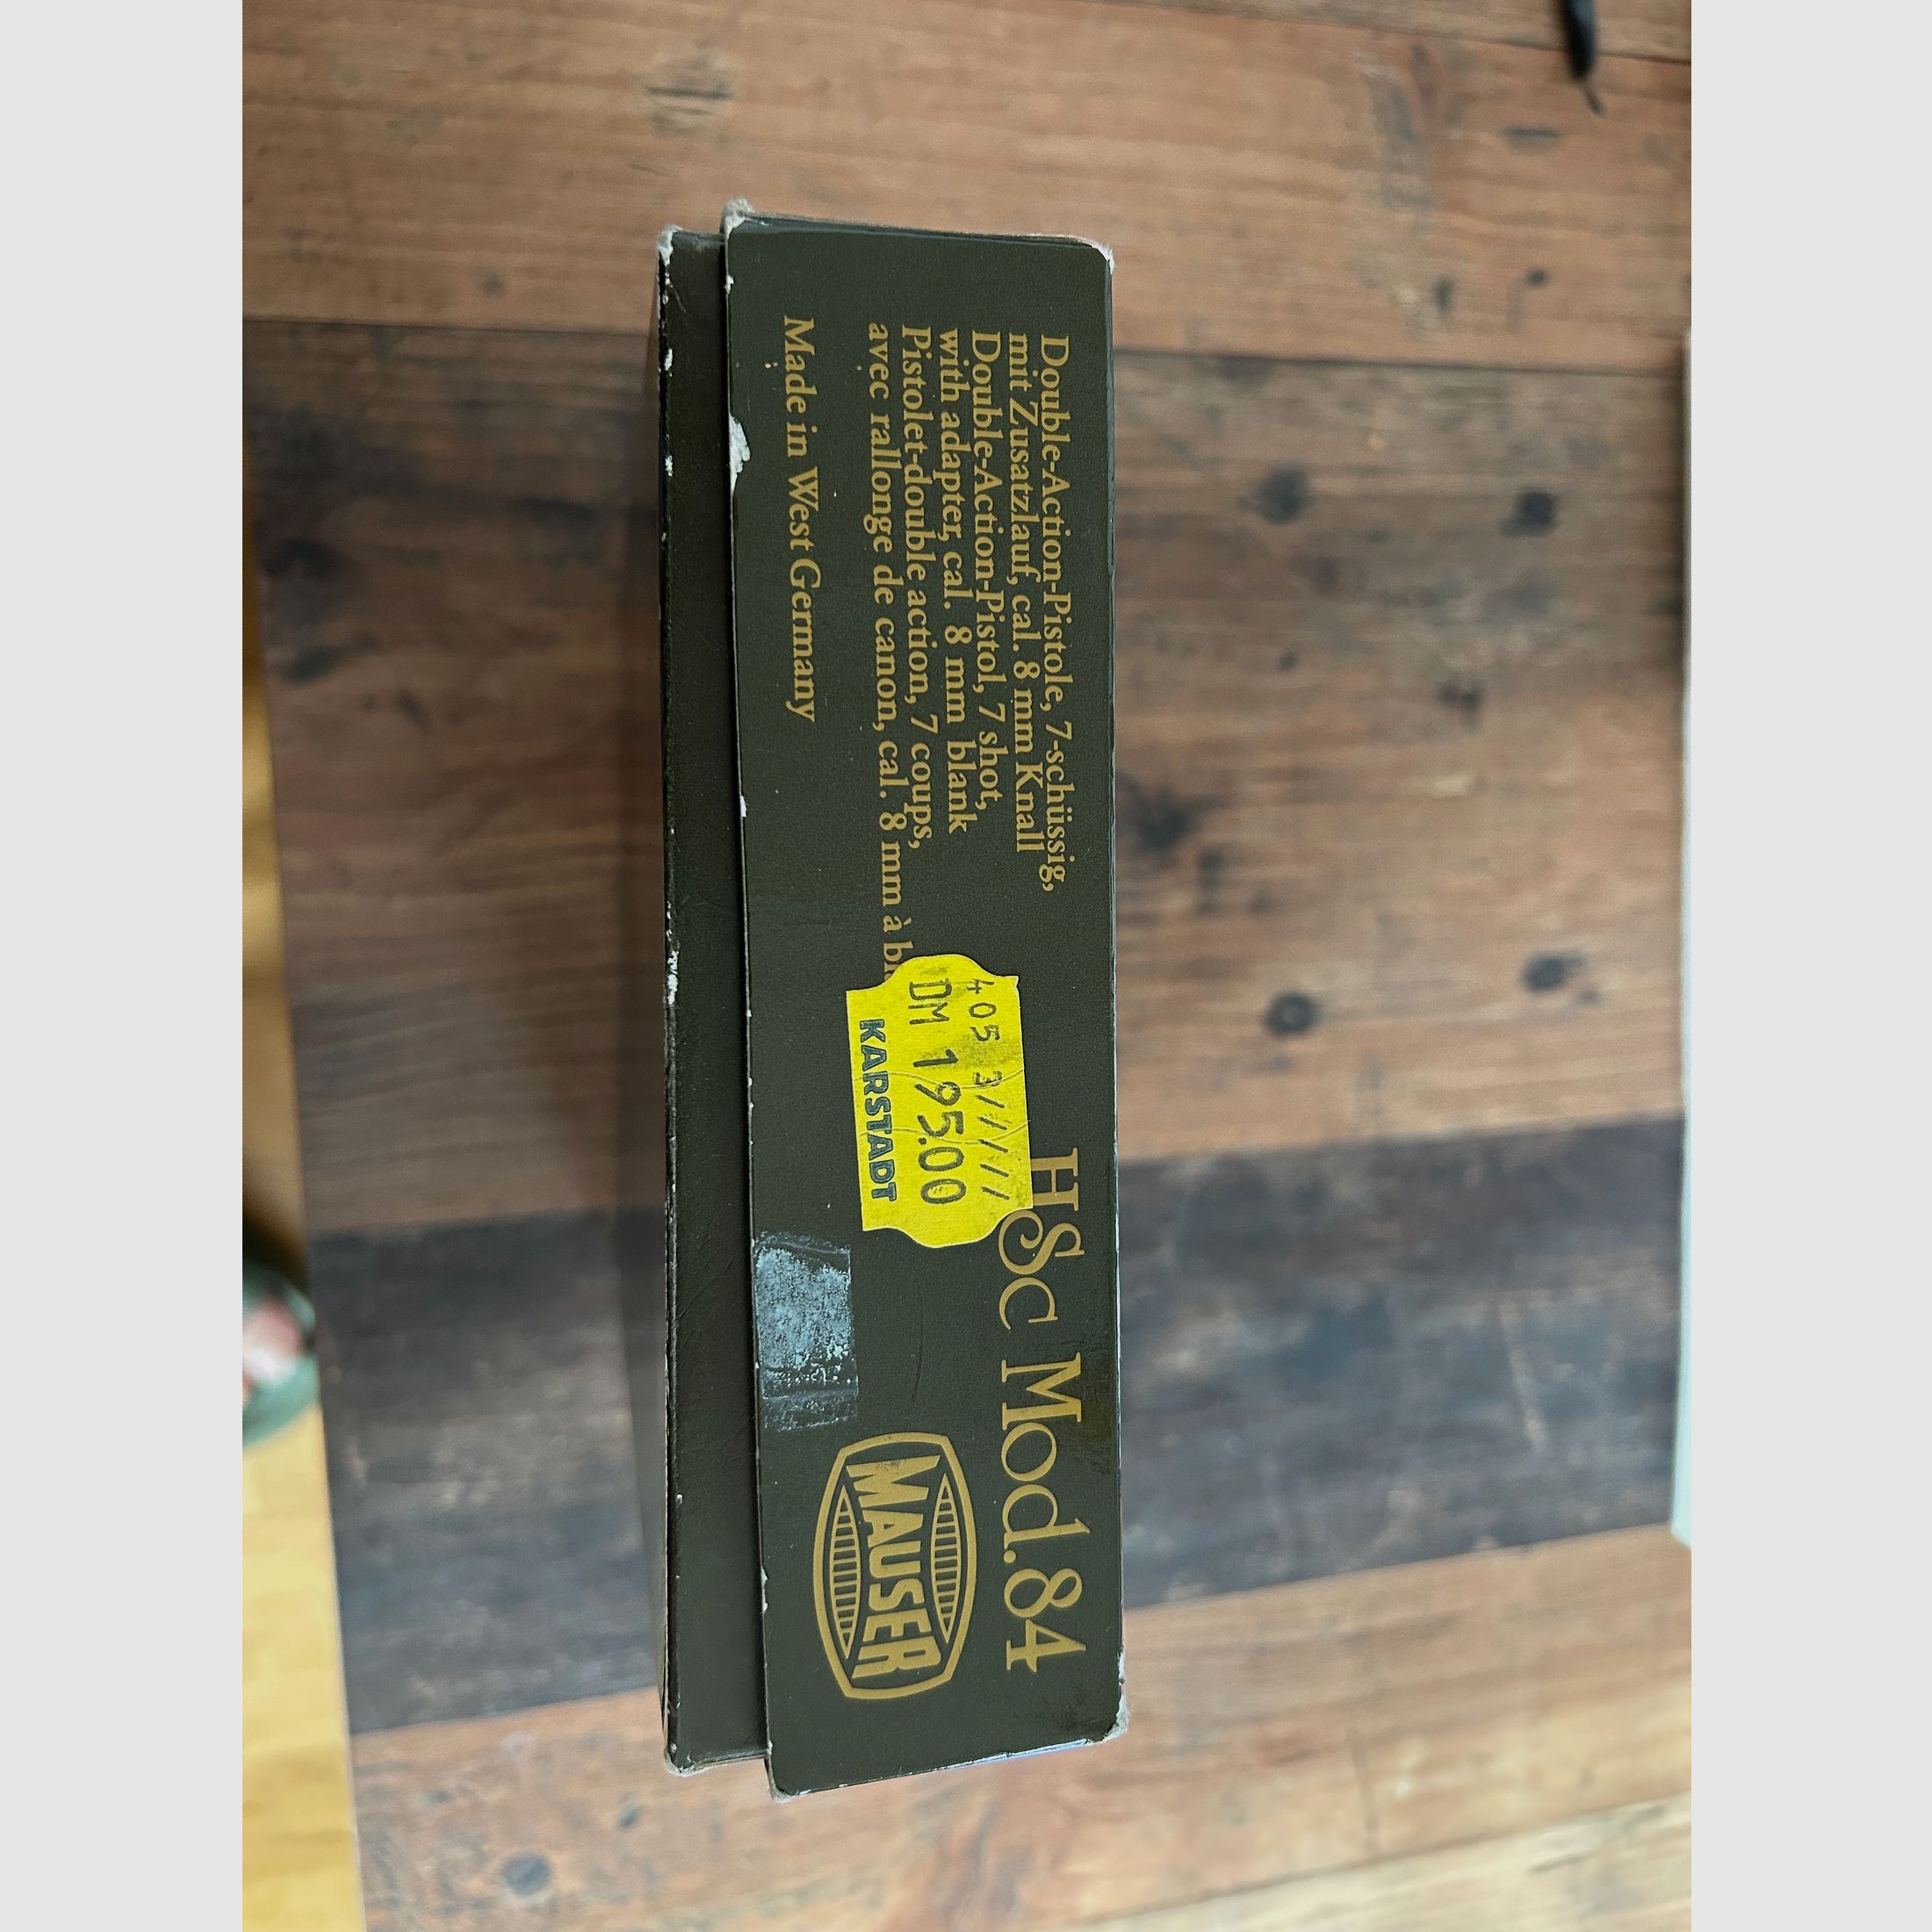 Double-Action-Pistole, 7-schüssig,
mit Zusatzlauf, cal. 8 mm Knall
Double-Action-Pistol, 7 shot,
with adapter, cal. 8 mm blank
Pistolet-double action, 7 coups,
avec rallonge de canon, cal. 8 mm à
Made in West Germany
405 3//////
DM 195.00
KARSTADT
HSc Mod.84
MAUSER